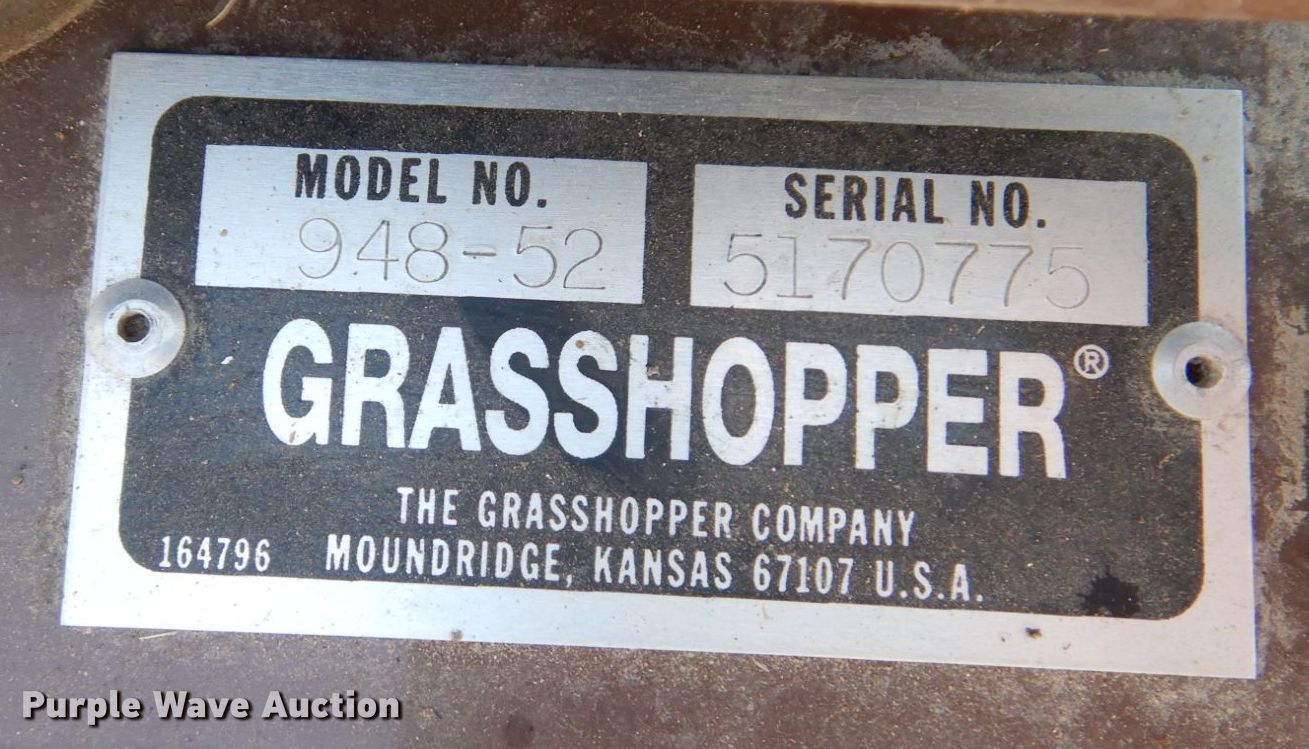 MODEL NO.
948-52
SERIAL NO.
5170775
GRASSHOPPER®
THE GRASSHOPPER COMPANY
164796 MOUNDRIDGE, KANSAS 67107 U.S.A.
Purple Wave Auction